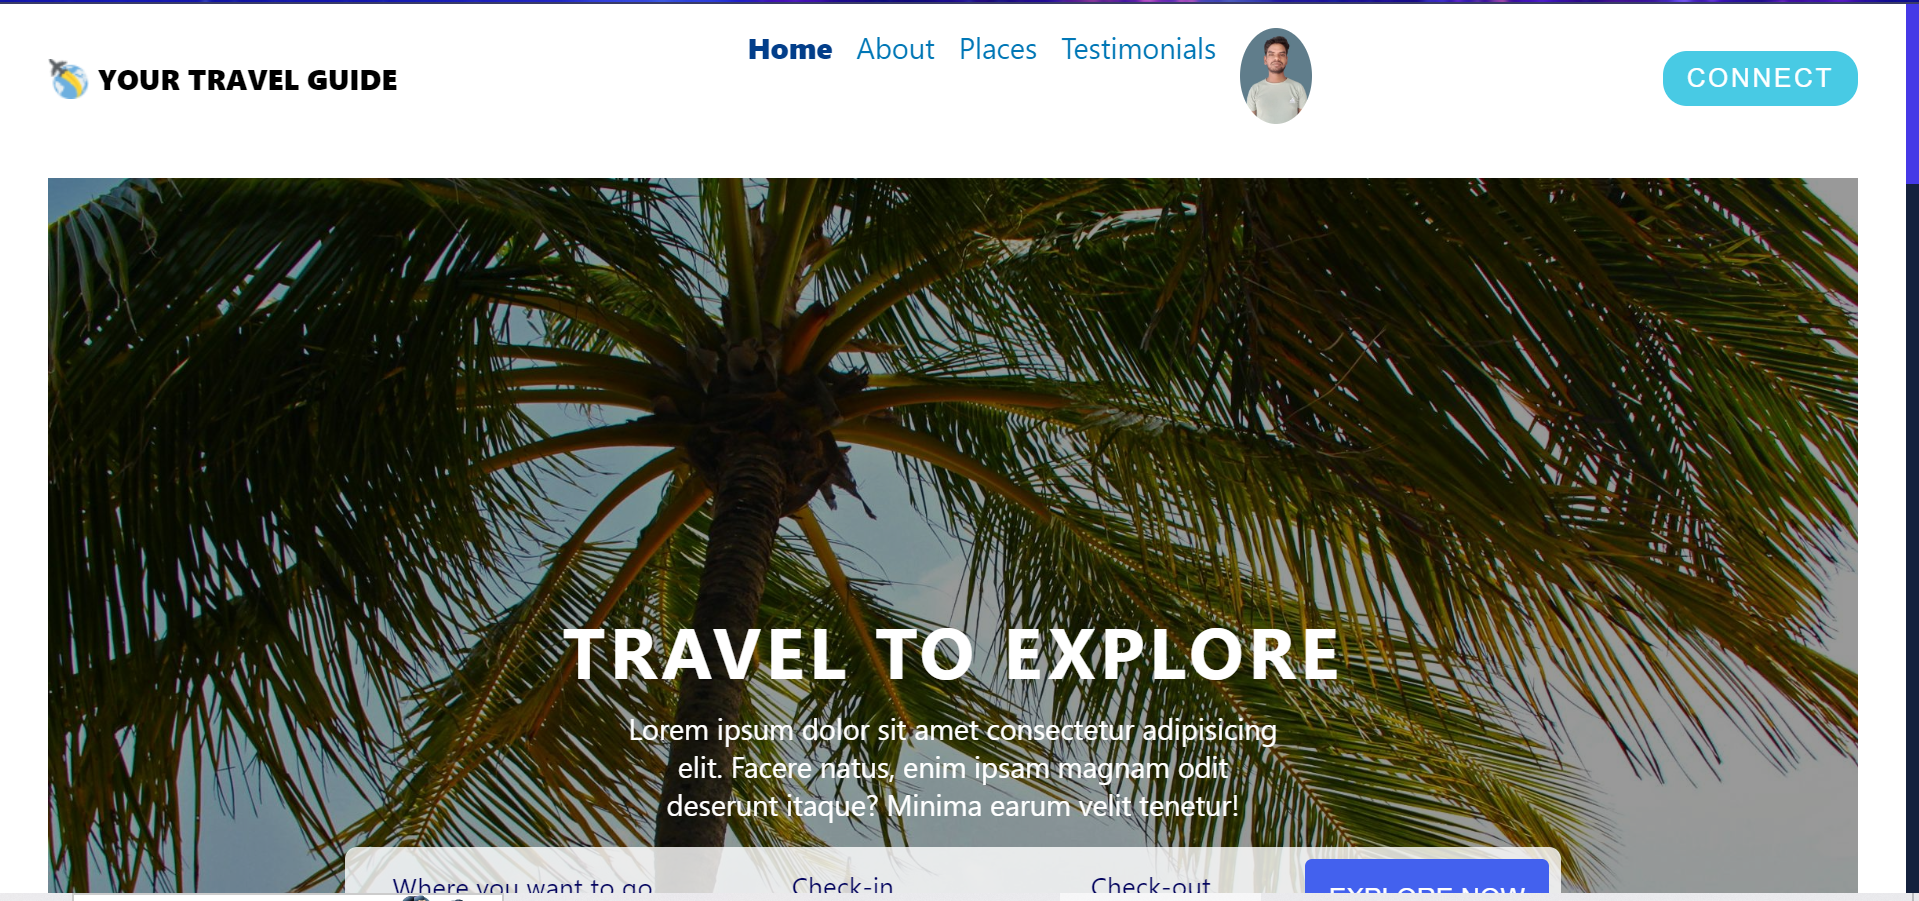 YOUR TRAVEL GUIDE
Home About Places Testimonials
CONNECT
TRAVEL TO EXPLORE
Lorem ipsum dolor sit amet consectetur adipisicing
elit. Facere natus, enim ipsam magnam odit
deserunt itaque? Minima earum velit tenetur!
Where you want to go
Check-in
Check-out
EXPLORE NOW